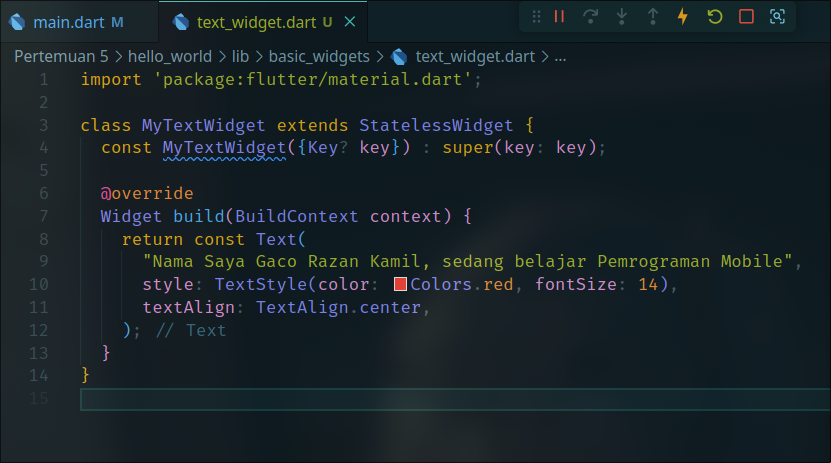 main.dart M
text_widget.dart U
Pertemuan 5 > hello_world > lib > basic_widgets > text_widget.dart > ...
1 import 'package:flutter/material.dart';
2
3 class MyTextWidget extends StatelessWidget {
4 const MyTextWidget({Key? key}) : super(key: key);
5
6 @override
7 Widget build(BuildContext context) {
8 return const Text(
9 "Nama Saya Gaco Razan Kamil, sedang belajar Pemrograman Mobile",
10 style: TextStyle(color: Colors.red, fontSize: 14),
11 textAlign: TextAlign.center,
12 ); // Text
13 }
14 }
15